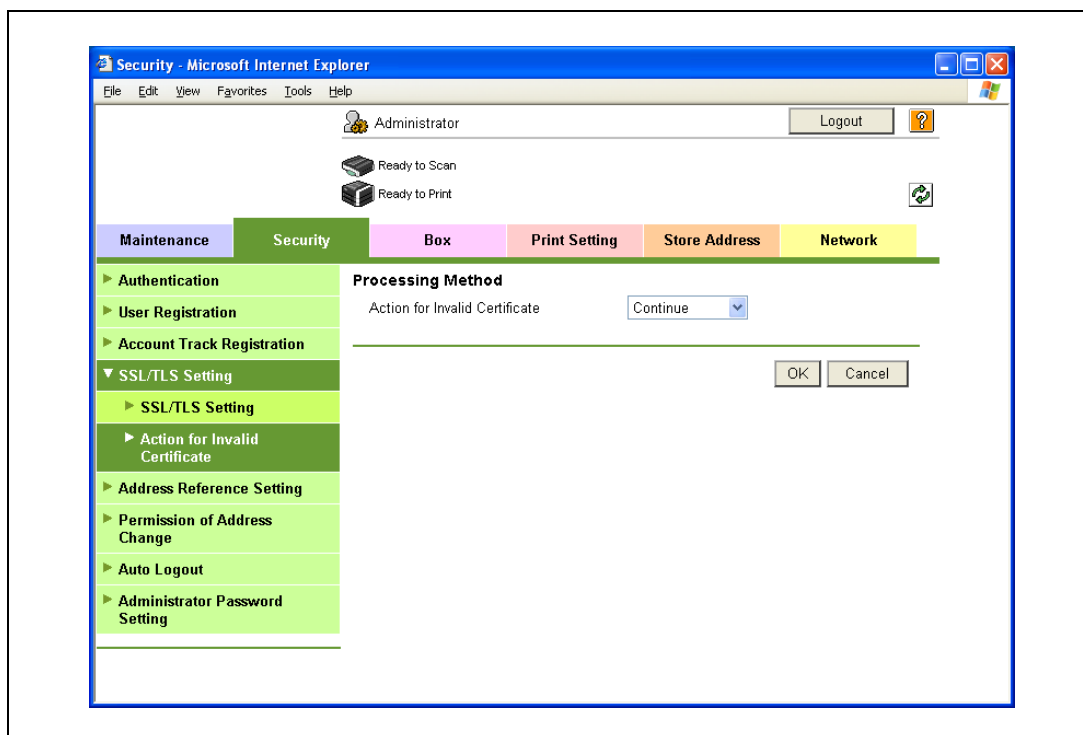 Security - Microsoft Internet Explorer
File Edit View Favorites Tools Help
Administrator
Logout
?
Ready to Scan
Ready to Print
Maintenance Security Box Print Setting Store Address Network
Authentication
User Registration
Account Track Registration
SSL/TLS Setting
SSL/TLS Setting
Action for Invalid
Certificate
Address Reference Setting
Permission of Address
Change
Auto Logout
Administrator Password
Setting
Processing Method
Action for Invalid Certificate Continue
OK Cancel